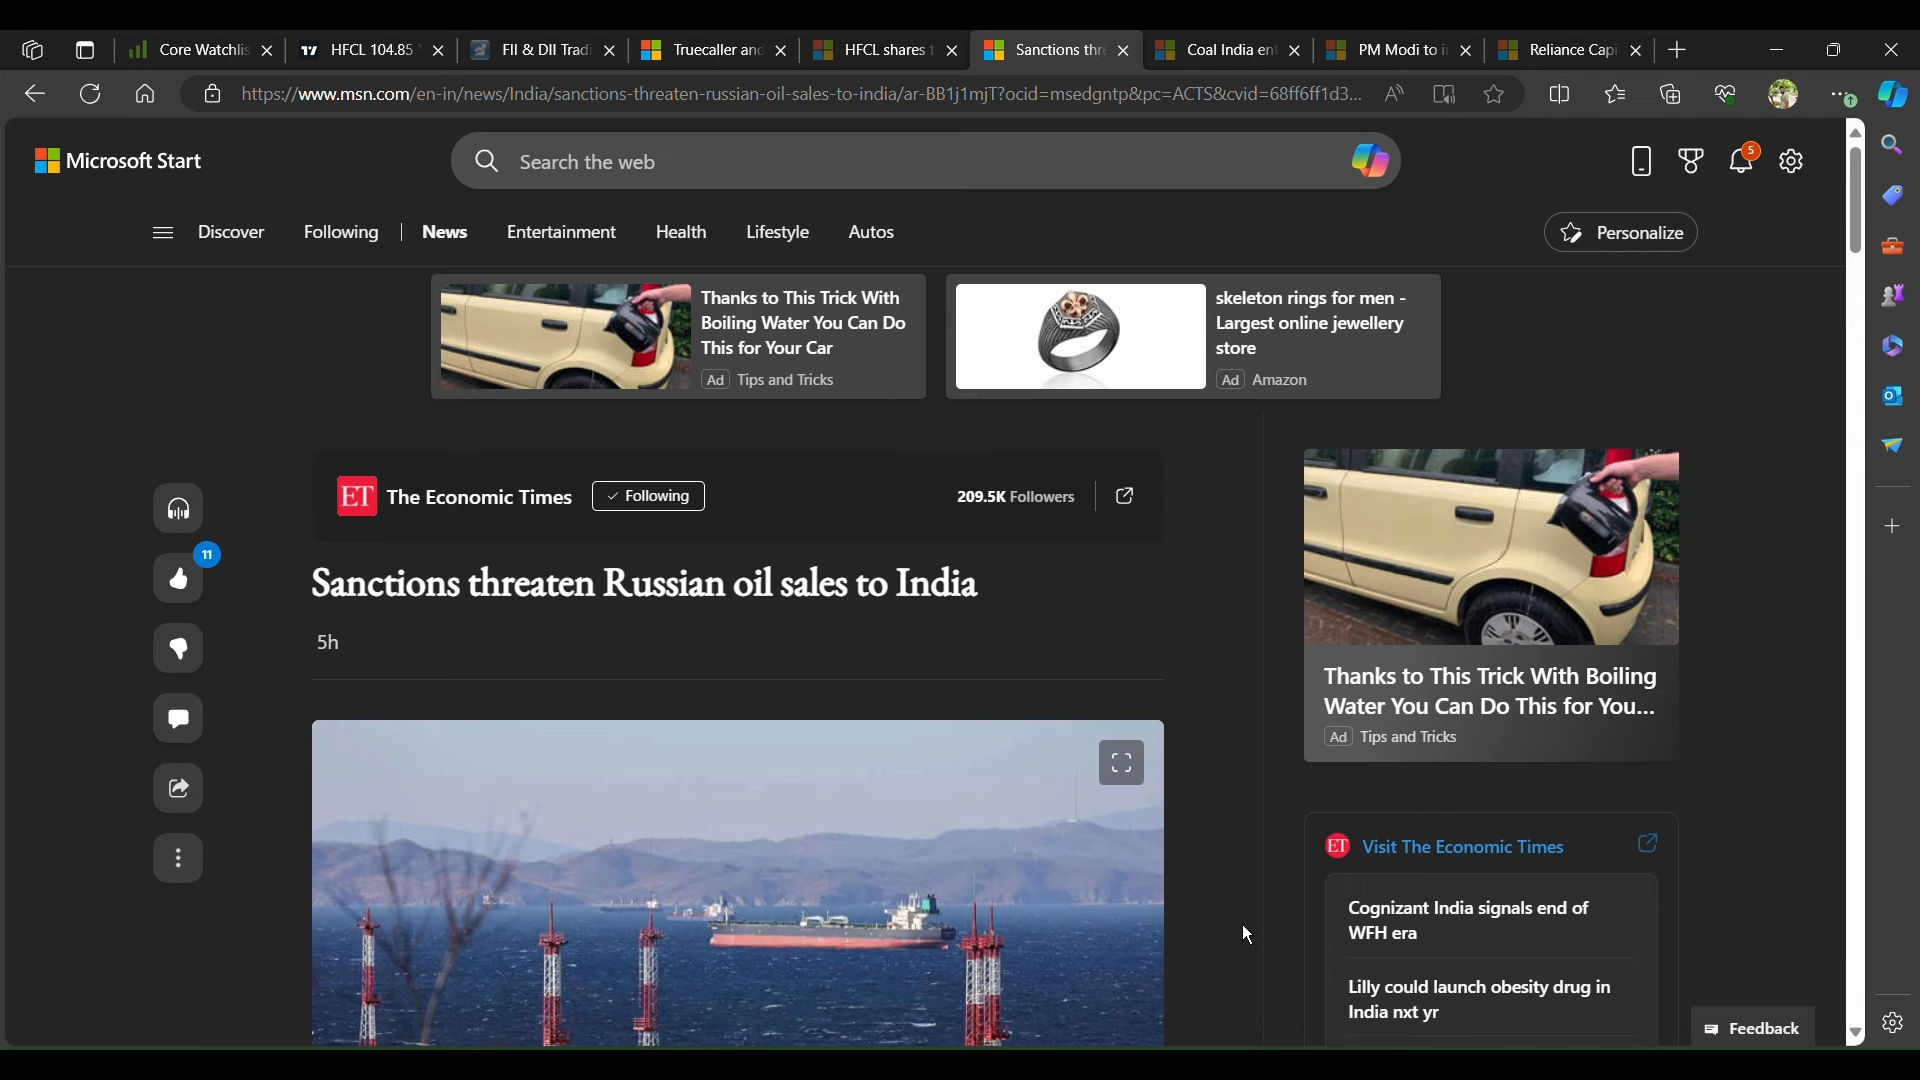 Core Watchlis
HFCL 104.85
FII & DII Tradi
Truecaller and
HFCL shares t
Sanctions thre
Coal India ent
PM Modi to i
Reliance Capi
https://www.msn.com/en-in/news/India/sanctions-threaten-russian-oil-sales-to-india/ar-BB1j1mjT?ocid=msedgntp&pc=ACTS&cvid=68ff6ff1d3...
Microsoft Start
Search the web
5
Discover
Following
News
Entertainment
Health
Lifestyle
Autos
Personalize
Thanks to This Trick With
Boiling Water You Can Do
This for Your Car
Ad Tips and Tricks
skeleton rings for men -
Largest online jewellery
store
Ad Amazon
ET The Economic Times
Following
209.5K Followers
11
Sanctions threaten Russian oil sales to India
5h
Thanks to This Trick With Boiling
Water You Can Do This for You...
Ad Tips and Tricks
ET Visit The Economic Times
Cognizant India signals end of
WFH era
Lilly could launch obesity drug in
India nxt yr
Feedback